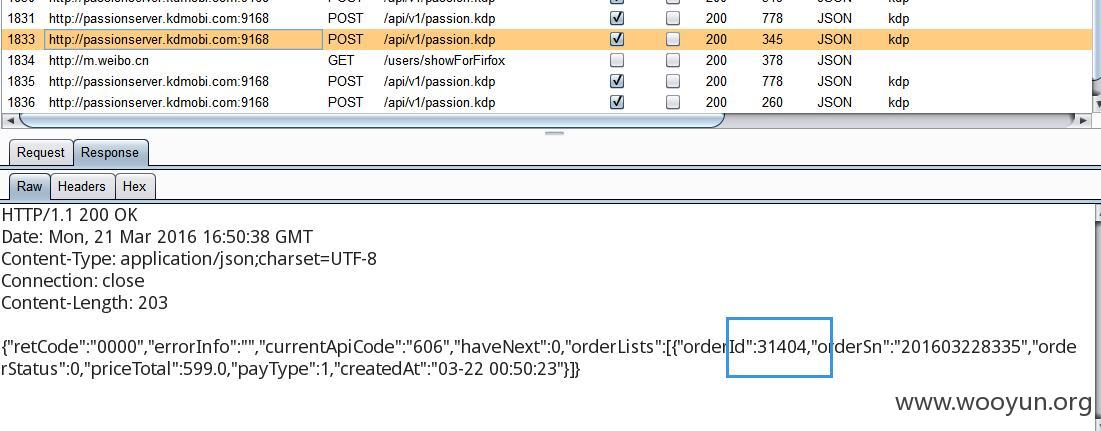 1831 http://passionserver.kdmobi.com:9168 POST /api/v1/passion.kdp 200 778 JSON kdp
1833 http://passionserver.kdmobi.com:9168 POST /api/v1/passion.kdp 200 345 JSON kdp
1834 http://m.weibo.cn GET /users/showForFirfox 200 378 JSON
1835 http://passionserver.kdmobi.com:9168 POST /api/v1/passion.kdp 200 778 JSON kdp
1836 http://passionserver.kdmobi.com:9168 POST /api/v1/passion.kdp 200 260 JSON kdp
Request Response
Raw Headers Hex
HTTP/1.1 200 OK
Date: Mon, 21 Mar 2016 16:50:38 GMT
Content-Type: application/json;charset=UTF-8
Connection: close
Content-Length: 203
{"retCode":"0000","errorInfo":"","currentApiCode":"606","haveNext":0,"orderLists":[{"orderId":31404,"orderSn":"201603228335","orde
rStatus":0,"priceTotal":599.0,"payType":1,"createdAt":"03-22 00:50:23"}]}
www.wooyun.org